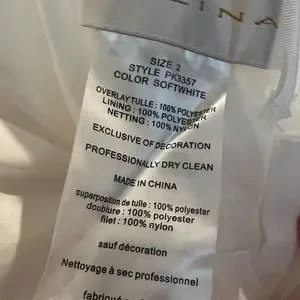 LINA
SIZE 2
STYLE PK3357
COLOR SOFTWHITE
OVERLAY TULLE : 100% POLYESTER
LINING : 100% POLYESTER
NETTING : 100% NYLON
EXCLUSIVE OF DECORATION
PROFESSIONALLY DRY CLEAN
MADE IN CHINA
superposition de tulle : 100% polyester
doublure : 100% polyester
filet : 100% nylon
sauf décoration
Nettoyage à sec professionnel
fabriqué